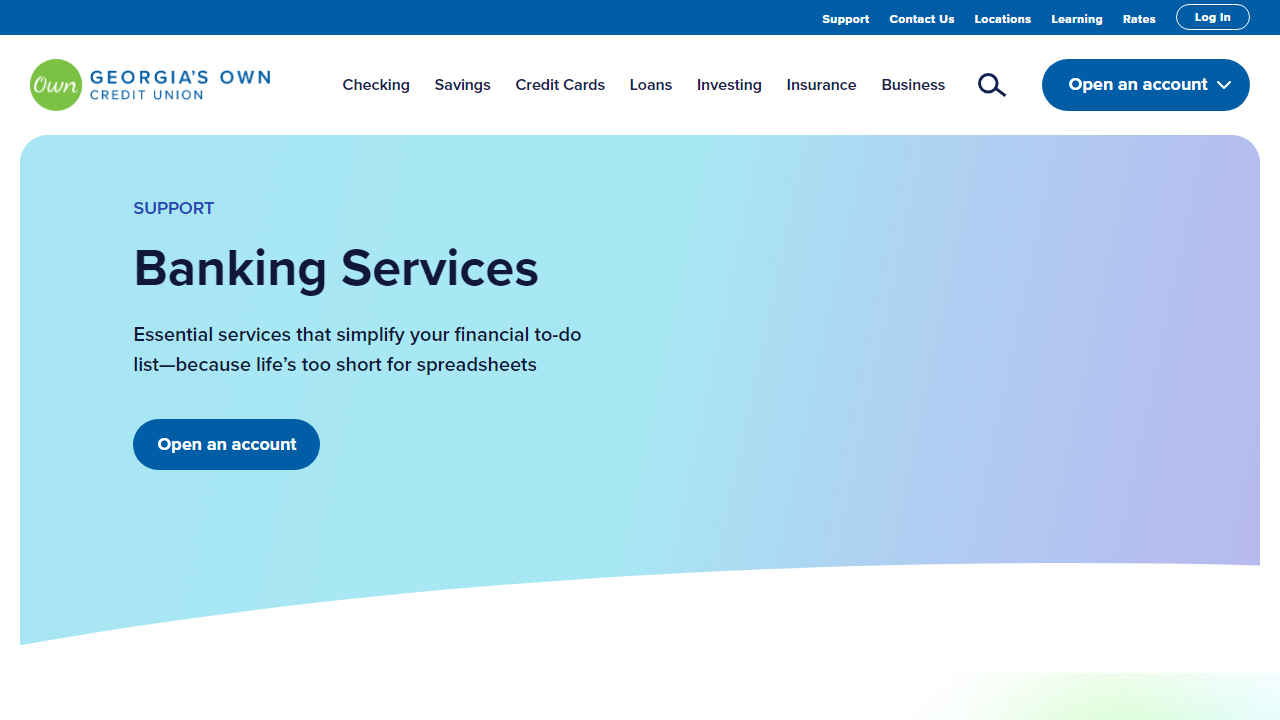 Support Contact Us Locations Learning Rates Log In
Own GEORGIA'S OWN
CREDIT UNION
Checking Savings Credit Cards Loans Investing Insurance Business Open an account
SUPPORT
Banking Services
Essential services that simplify your financial to-do
list—because life’s too short for spreadsheets
Open an account